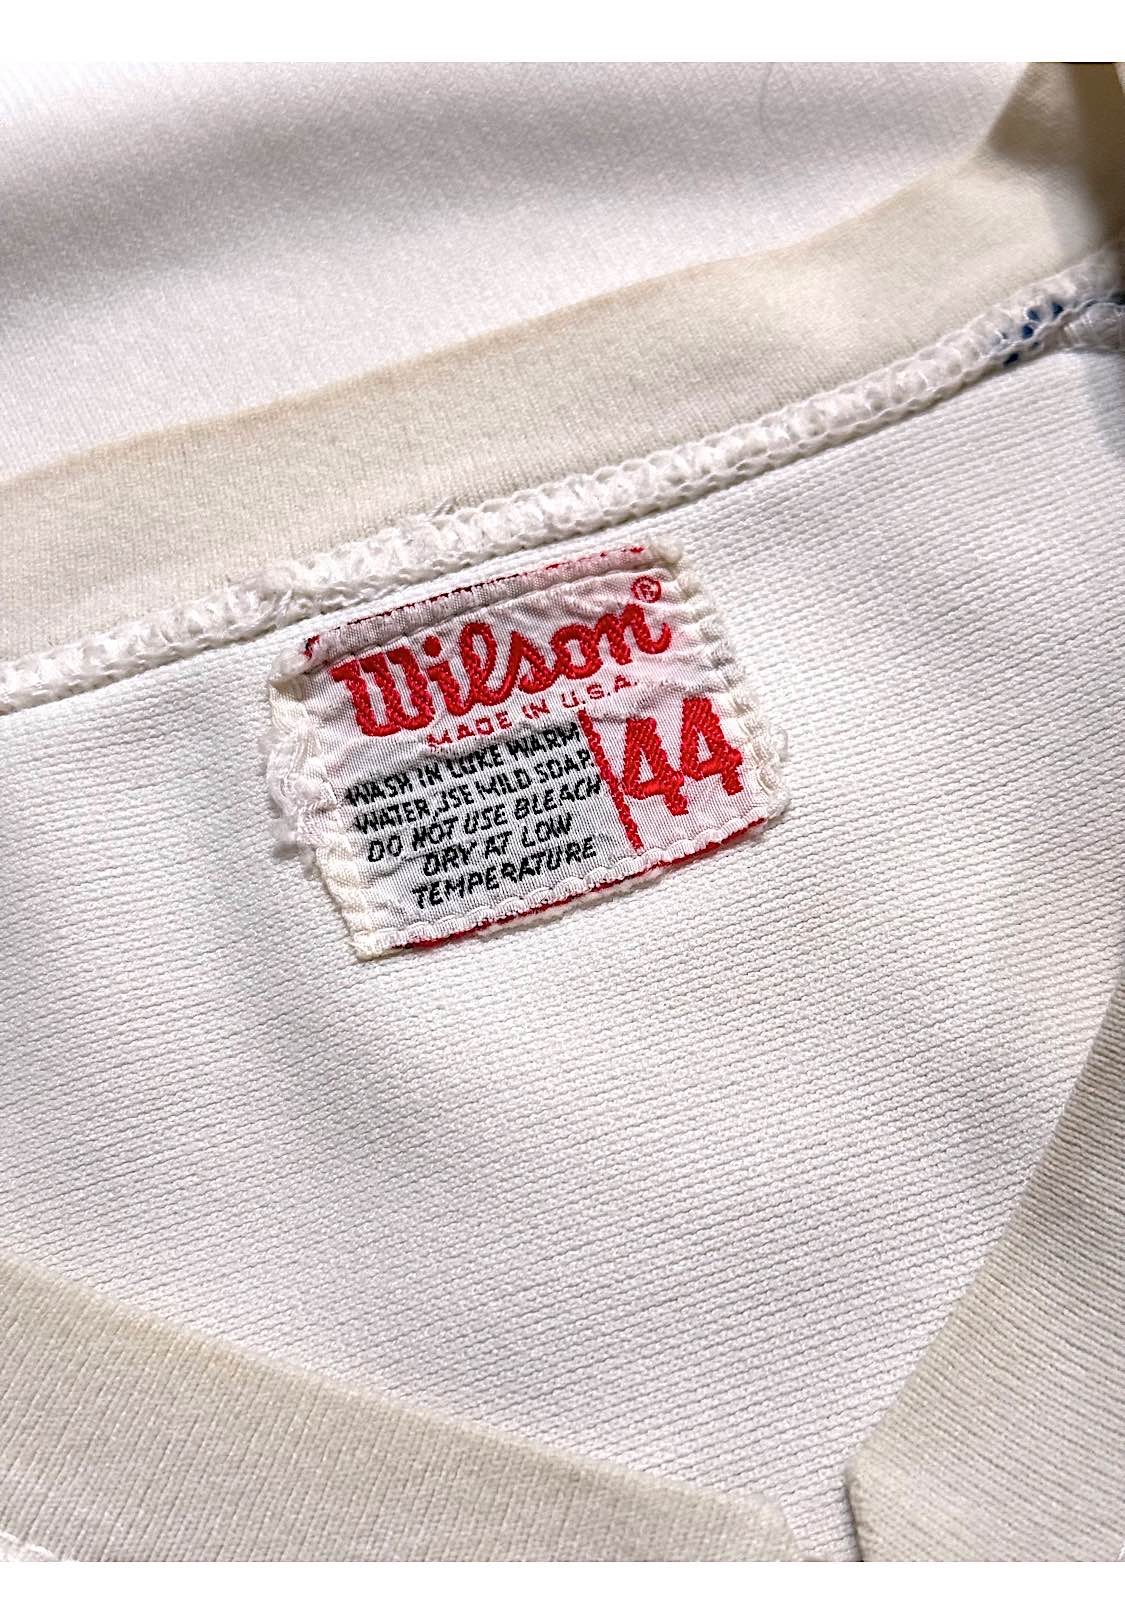 Wilson®
MADE IN U.S.A.
WASH IN LUKE WARM
WATER, USE MILD SOAP.
DO NOT USE BLEACH
DRY AT LOW
TEMPERATURE
44